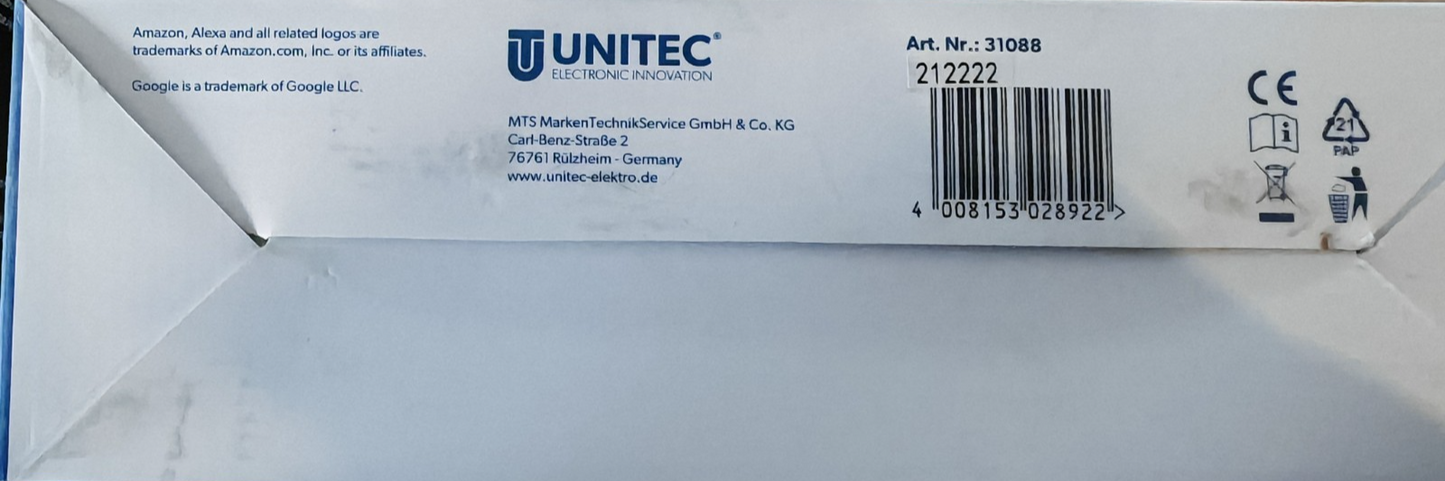 Amazon, Alexa and all related logos are
trademarks of Amazon.com, Inc. or its affiliates.
Google is a trademark of Google LLC.
UNITEC®
ELECTRONIC INNOVATION
MTS MarkenTechnikService GmbH & Co. KG
Carl-Benz-Straße 2
76761 Rülzheim - Germany
www.unitec-elektro.de
Art. Nr.: 31088
212222
4 008153 028922 >
CE
i
21
PAP